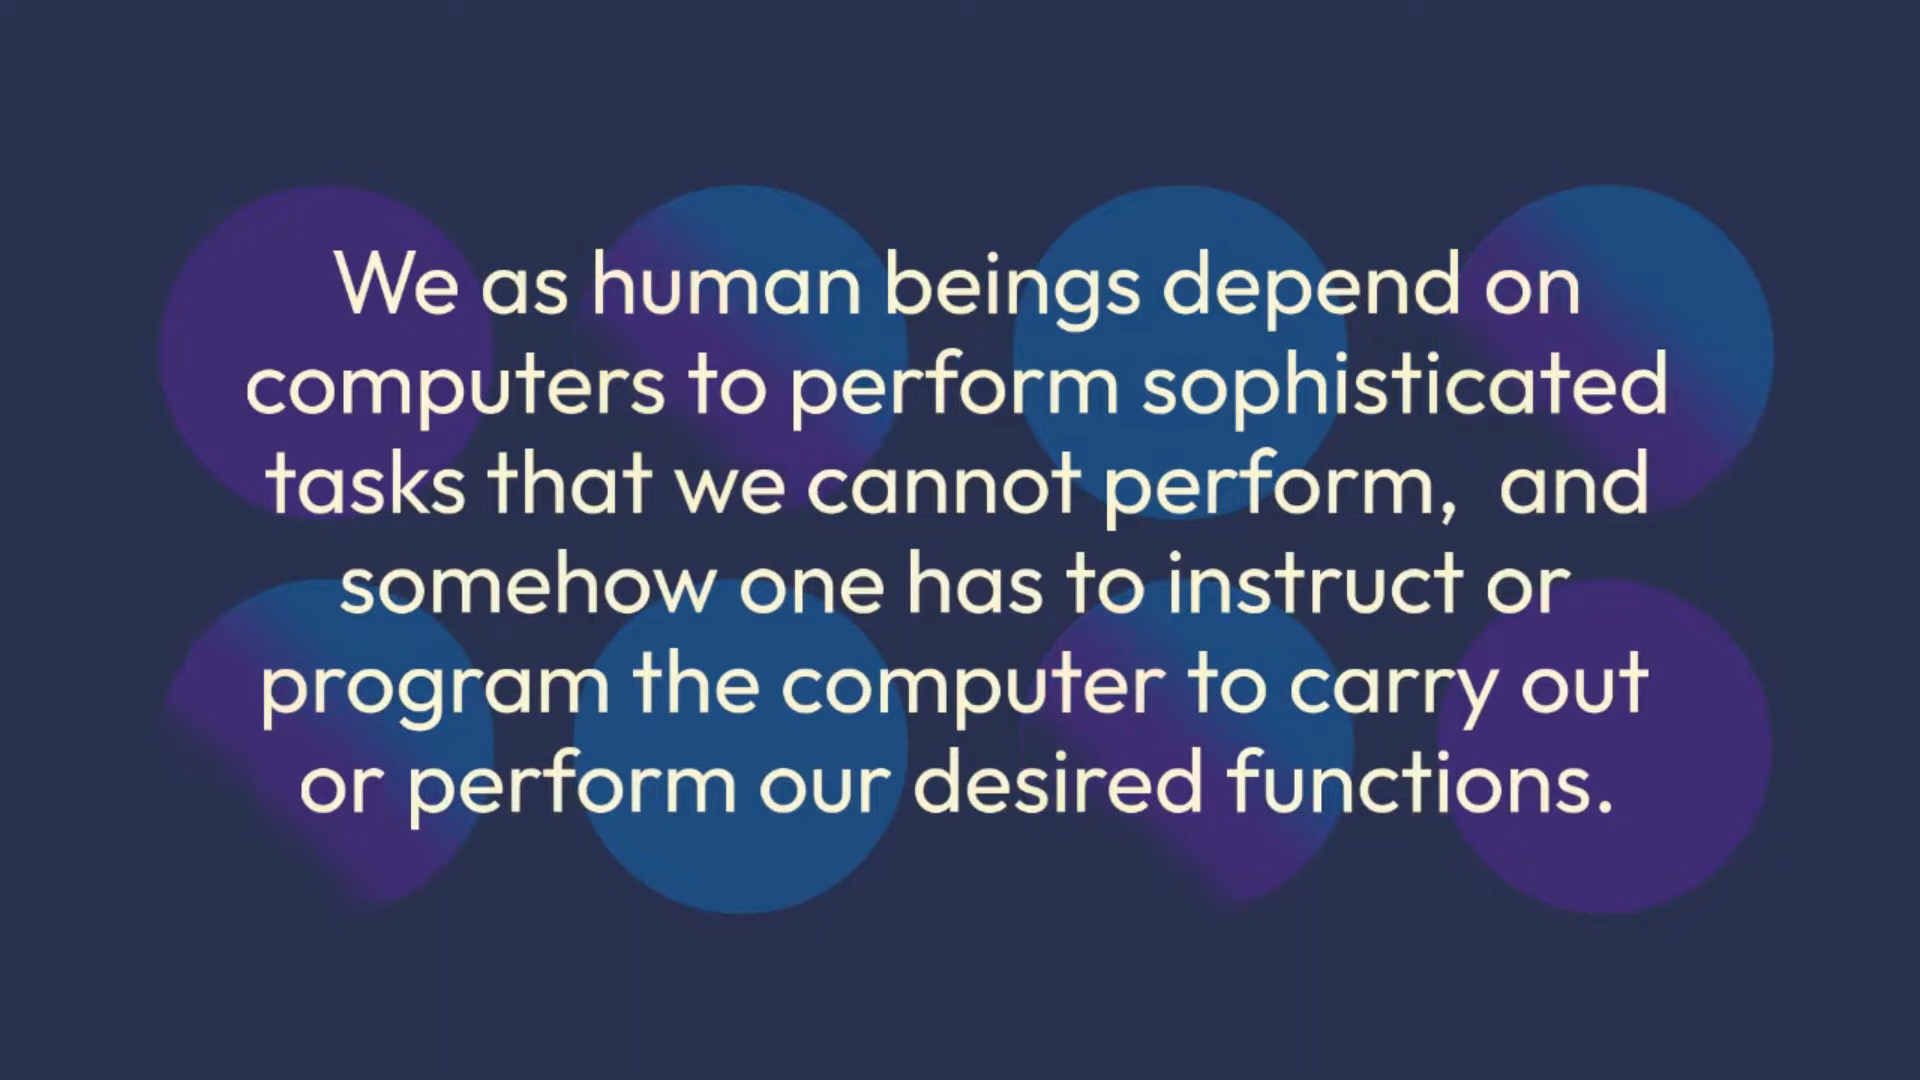 We as human beings depend on
computers to perform sophisticated
tasks that we cannot perform,  and
somehow one has to instruct or
program the computer to carry out
or perform our desired functions.